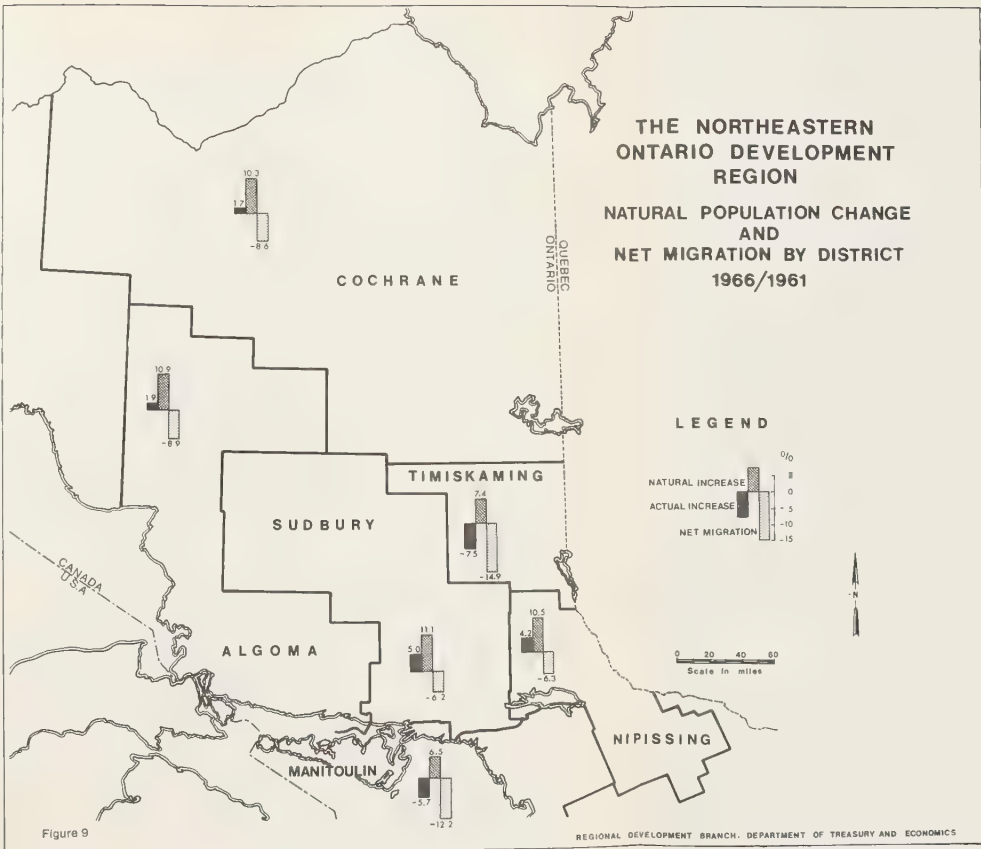 THE NORTHEASTERN
ONTARIO DEVELOPMENT
REGION
NATURAL POPULATION CHANGE
AND
NET MIGRATION BY DISTRICT
1966/1961
10.3
1.7
-8.6
COCHRANE
QUEBEC
ONTARIO
10.9
1.9
-8.9
LEGEND
%
NATURAL INCREASE
ACTUAL INCREASE
NET MIGRATION
0
-5
-10
-15
TIMISKAMING
7.4
-7.5
-14.9
SUDBURY
CANADA
U.S.A
N
ALGOMA
11.1
5.0
-6.2
10.5
4.2
-6.3
0 20 40 60
Scale in miles
NIPISSING
MANITOULIN
6.5
-5.7
-12.2
Figure 9
REGIONAL DEVELOPMENT BRANCH. DEPARTMENT OF TREASURY AND ECONOMICS